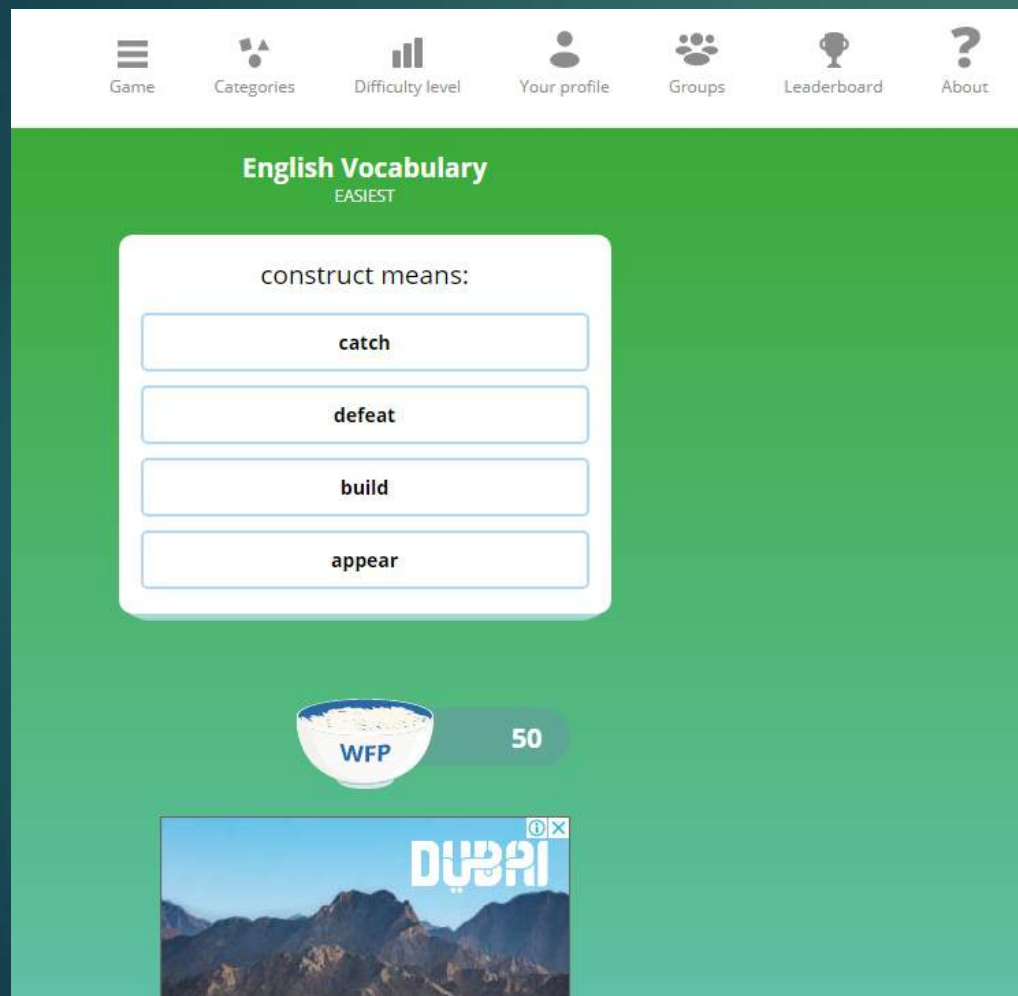 Game Categories Difficulty level Your profile Groups Leaderboard About
English Vocabulary
EASIEST
construct means:
catch
defeat
build
appear
WFP 50
DUBAI